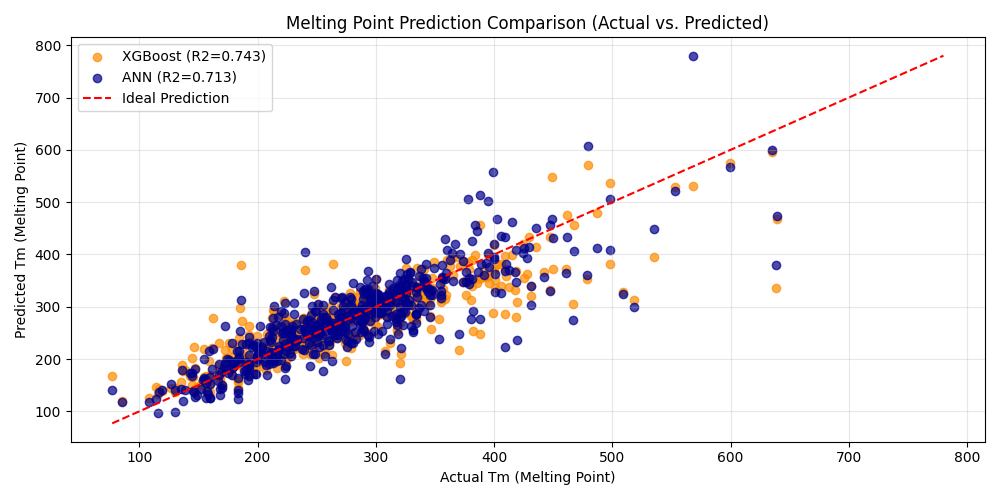 Melting Point Prediction Comparison (Actual vs. Predicted)
XGBoost (R2=0.743)
ANN (R2=0.713)
Ideal Prediction
Predicted Tm (Melting Point)
800
700
600
500
400
300
200
100
100
200
300
400
500
600
700
800
Actual Tm (Melting Point)